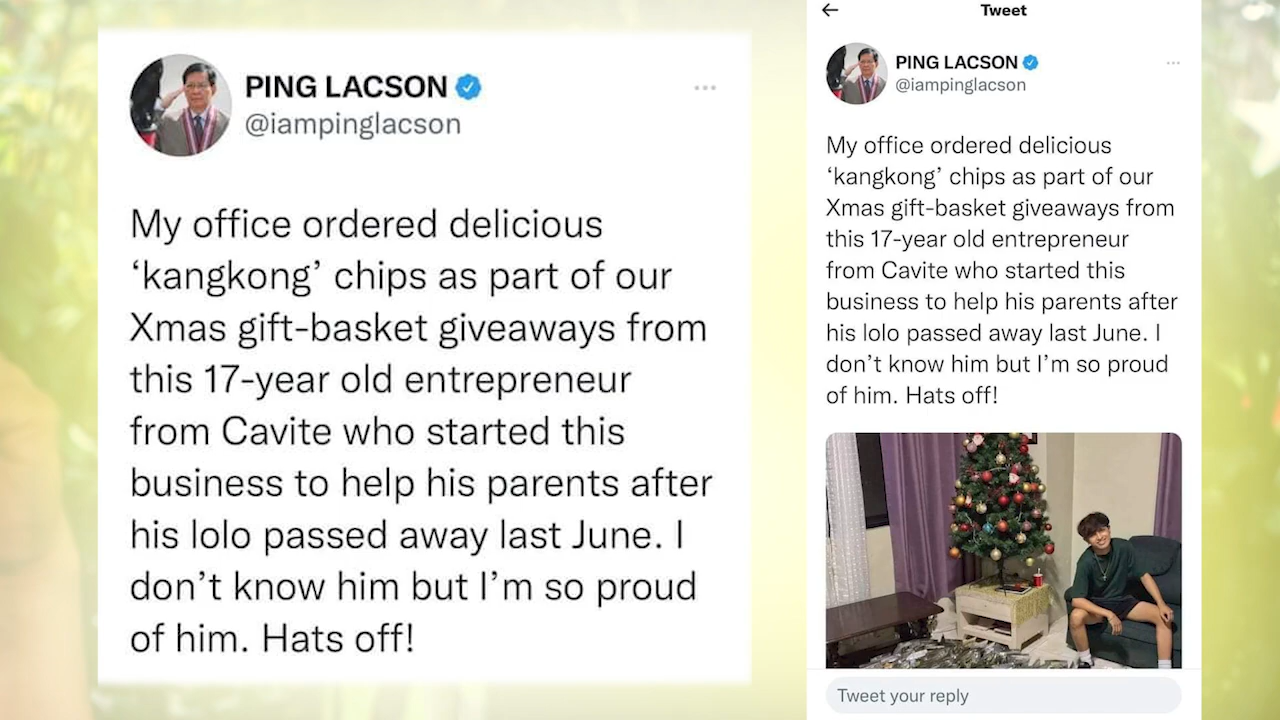 PING LACSON
@iampinglacson
My office ordered delicious
‘kangkong’ chips as part of our
Xmas gift-basket giveaways from
this 17-year old entrepreneur
from Cavite who started this
business to help his parents after
his lolo passed away last June. I
don’t know him but I’m so proud
of him. Hats off!
Tweet
PING LACSON
@iampinglacson
My office ordered delicious
‘kangkong’ chips as part of our
Xmas gift-basket giveaways from
this 17-year old entrepreneur
from Cavite who started this
business to help his parents after
his lolo passed away last June. I
don’t know him but I’m so proud
of him. Hats off!
Tweet your reply